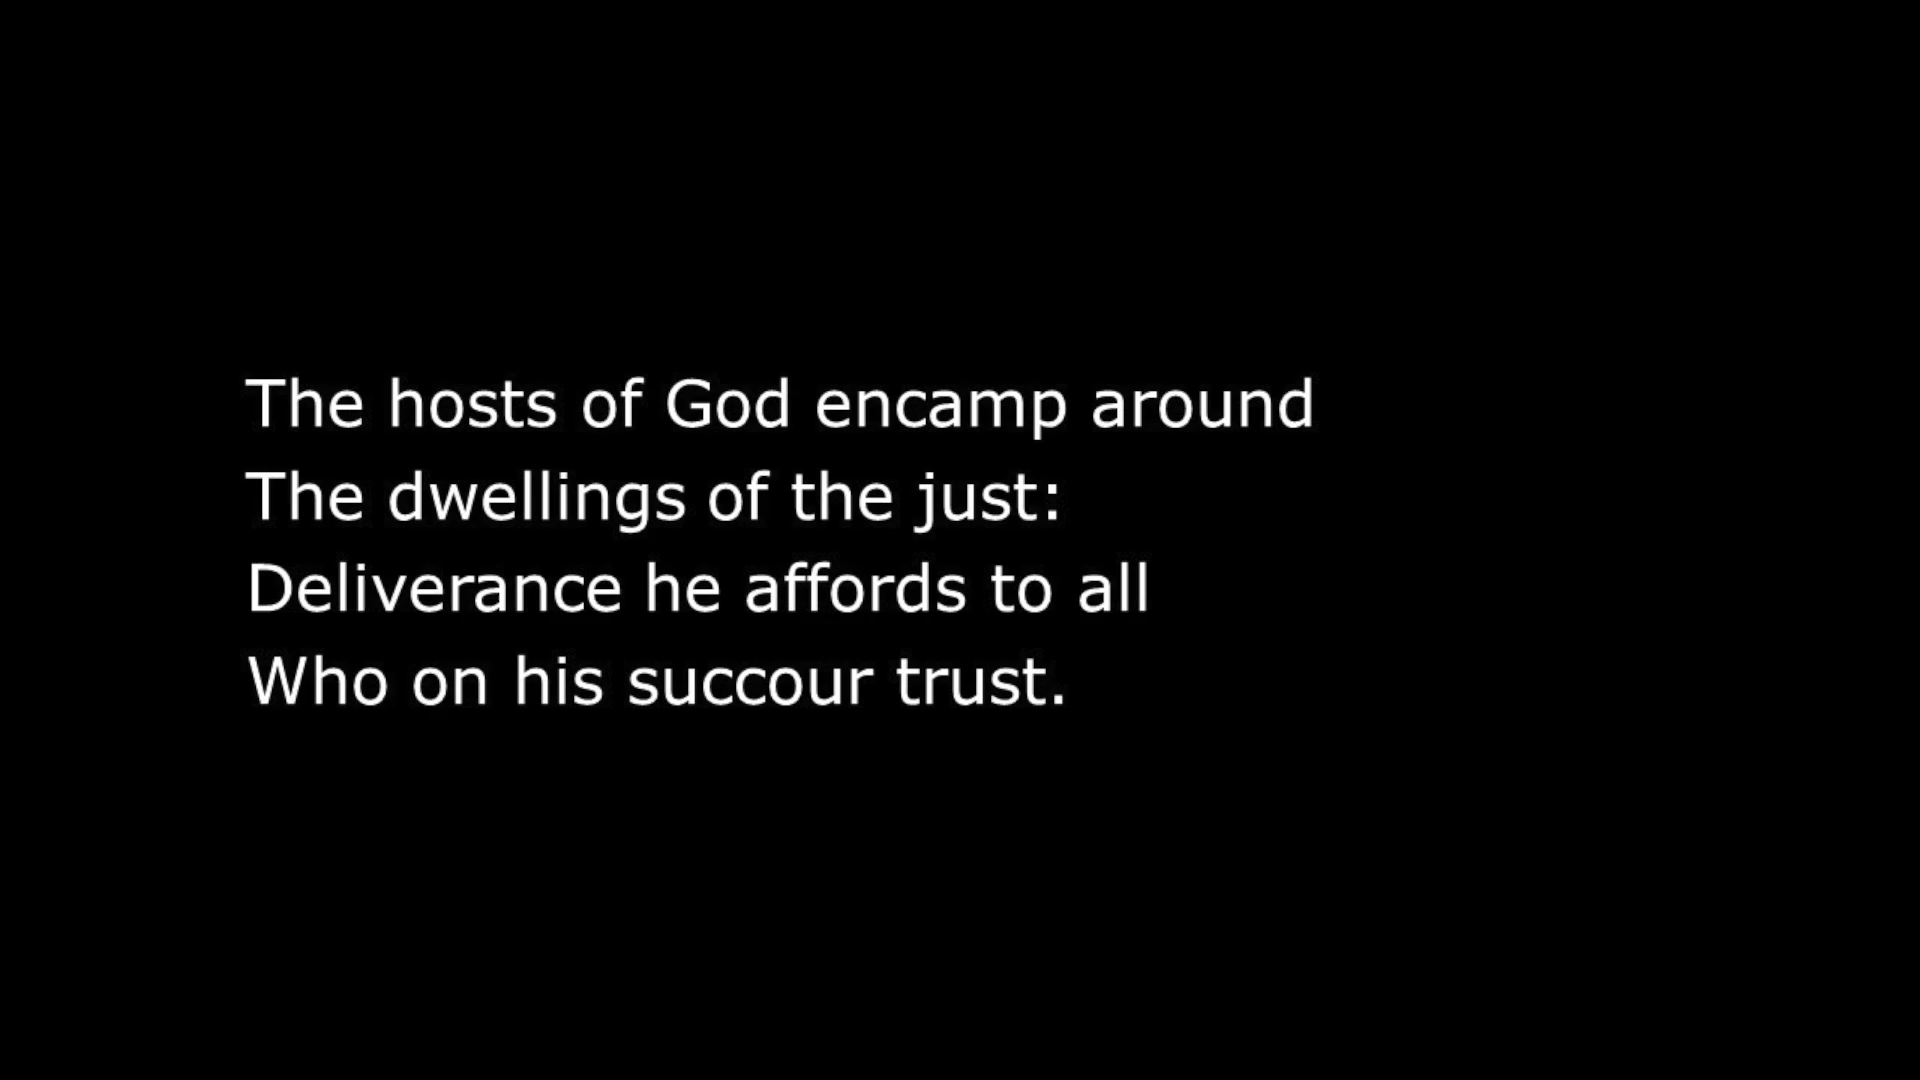 The hosts of God encamp around
The dwellings of the just:
Deliverance he affords to all
Who on his succour trust.